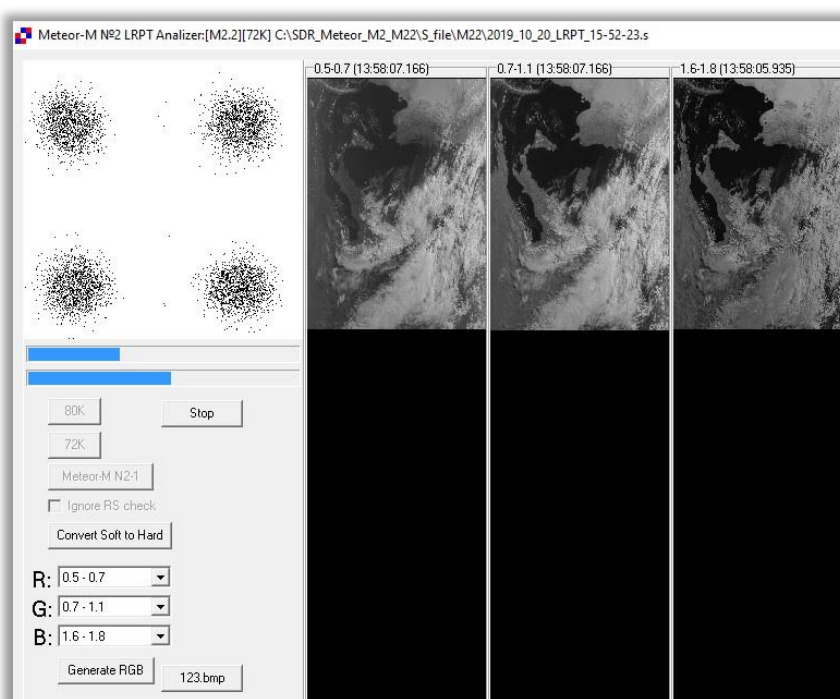 Meteor-M №2 LRPT Analizer:[M2.2][72K] C:\SDR_Meteor_M2_M22\S_file\M22\2019_10_20_LRPT_15-52-23.s
0.5-0.7 (13:58:07.166)
0.7-1.1 (13:58:07.166)
1.6-1.8 (13:58:05.935)
80K
Stop
72K
Meteor-M N2-1
Ignore RS check
Convert Soft to Hard
R: 0.5 - 0.7
G: 0.7 - 1.1
B: 1.6 - 1.8
Generate RGB
123.bmp